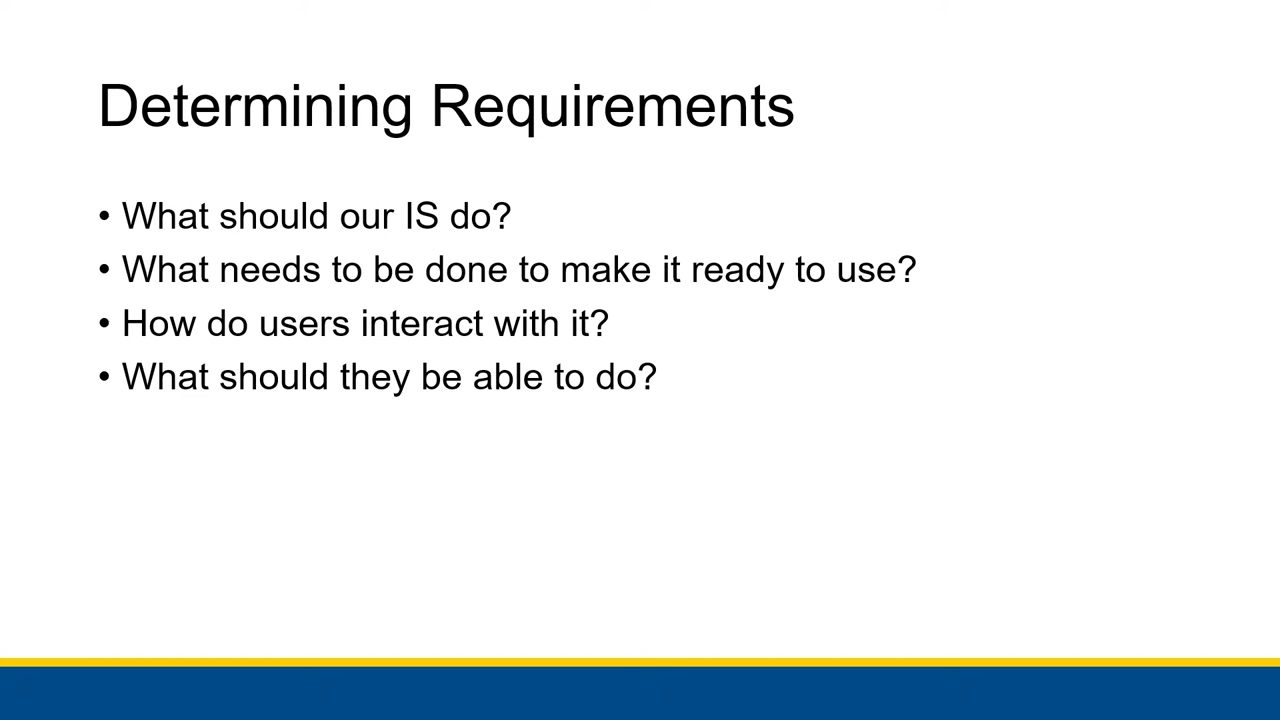 Determining Requirements
• What should our IS do?
• What needs to be done to make it ready to use?
• How do users interact with it?
• What should they be able to do?